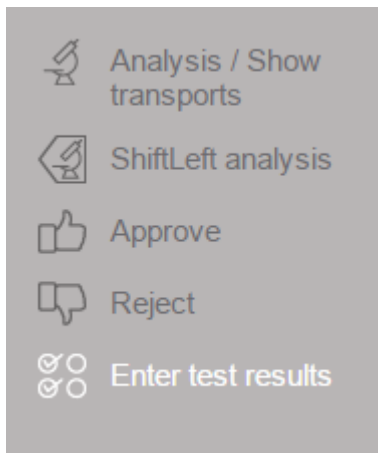 Analysis / Show
transports
ShiftLeft analysis
Approve
Reject
Enter test results